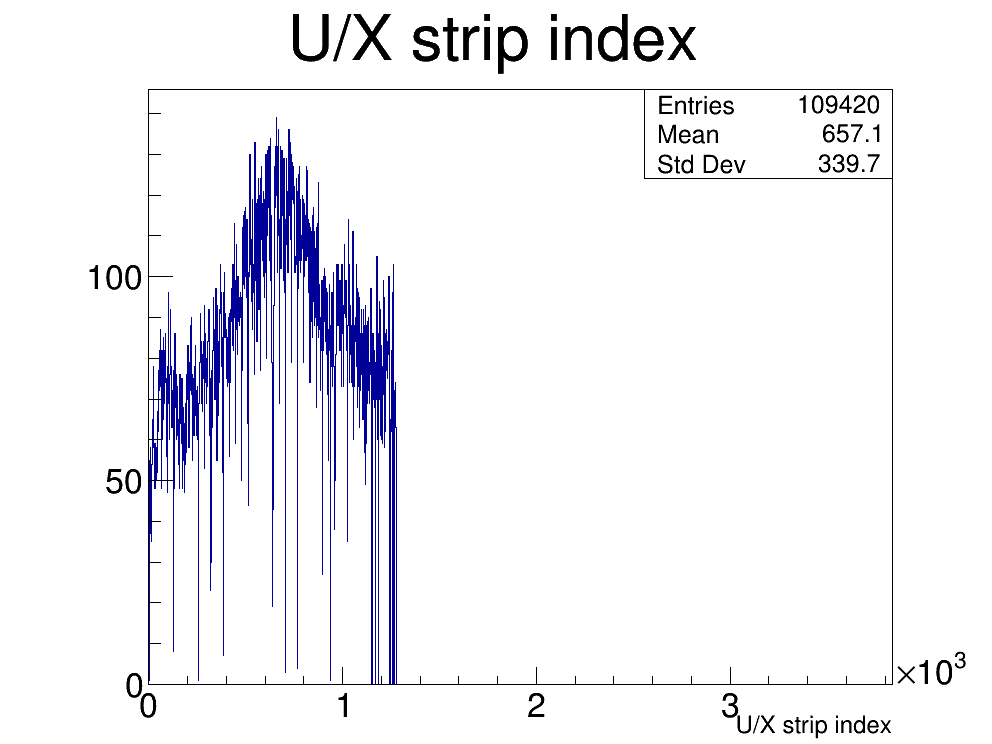 U/X strip index
Entries 109420
Mean 657.1
Std Dev 339.7
100
50
0
0 1 2 3
×10³
U/X strip index